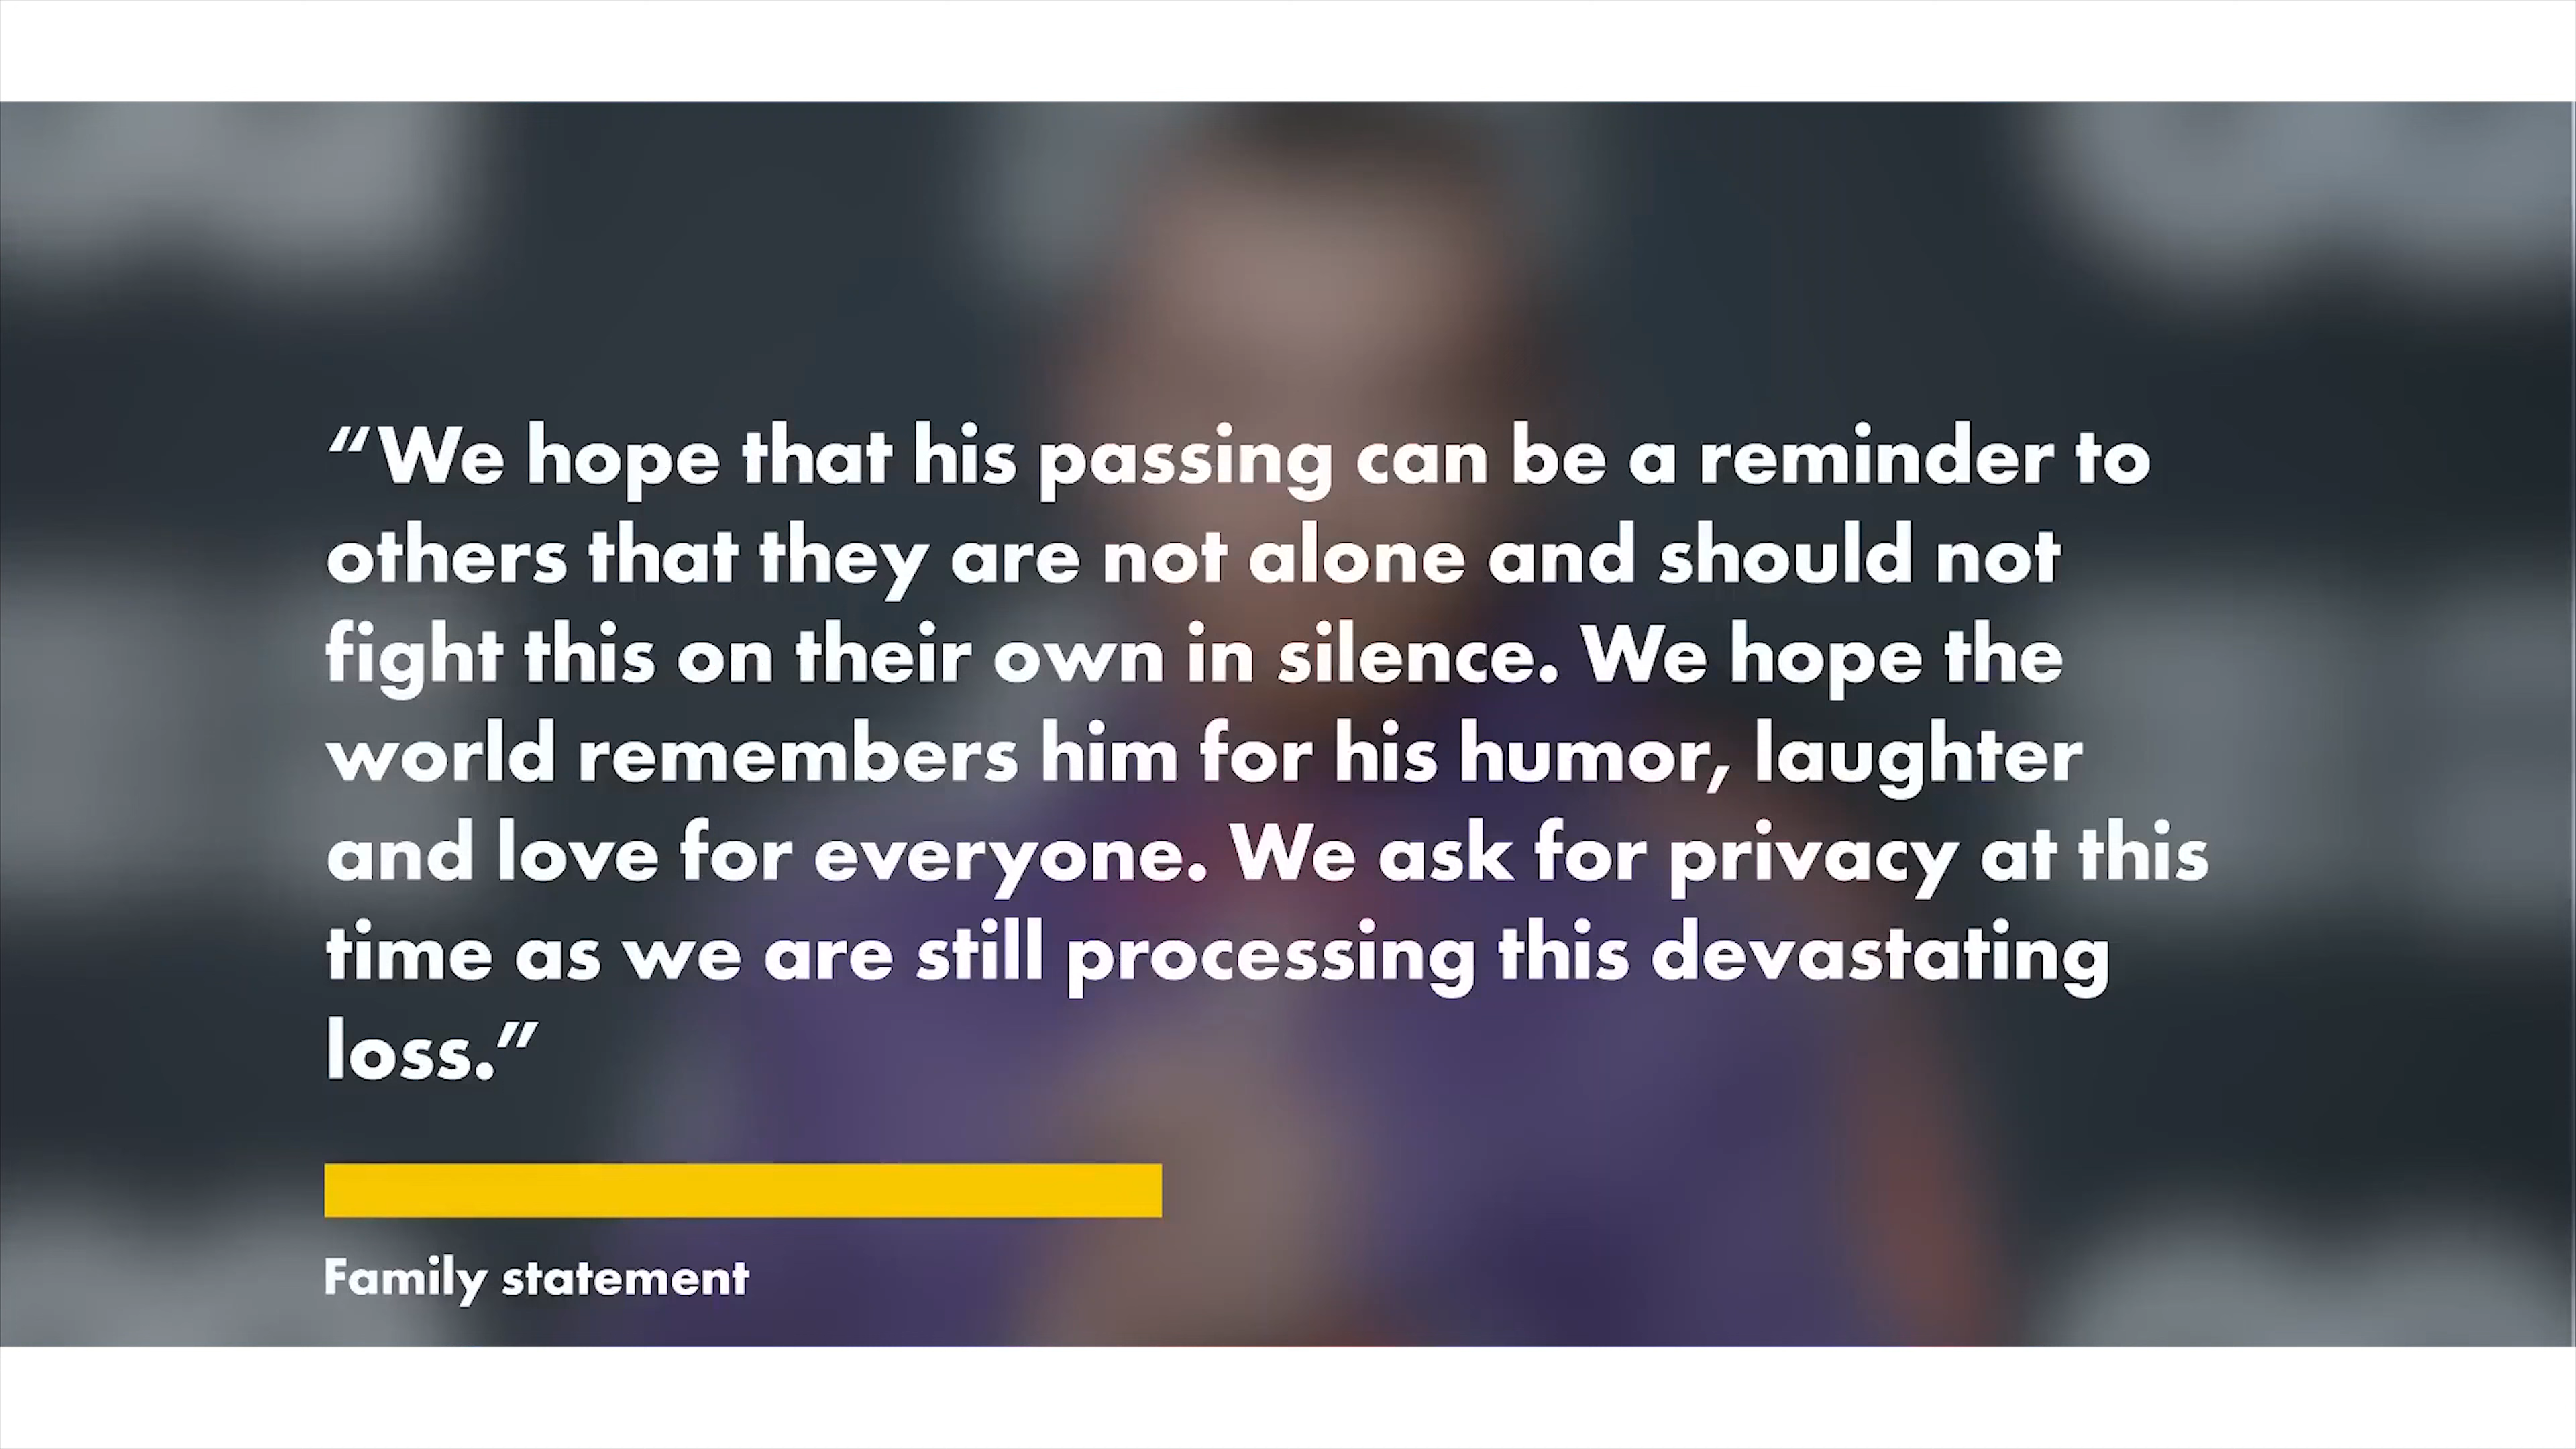 “We hope that his passing can be a reminder to
others that they are not alone and should not
fight this on their own in silence. We hope the
world remembers him for his humor, laughter
and love for everyone. We ask for privacy at this
time as we are still processing this devastating
loss.”
Family statement